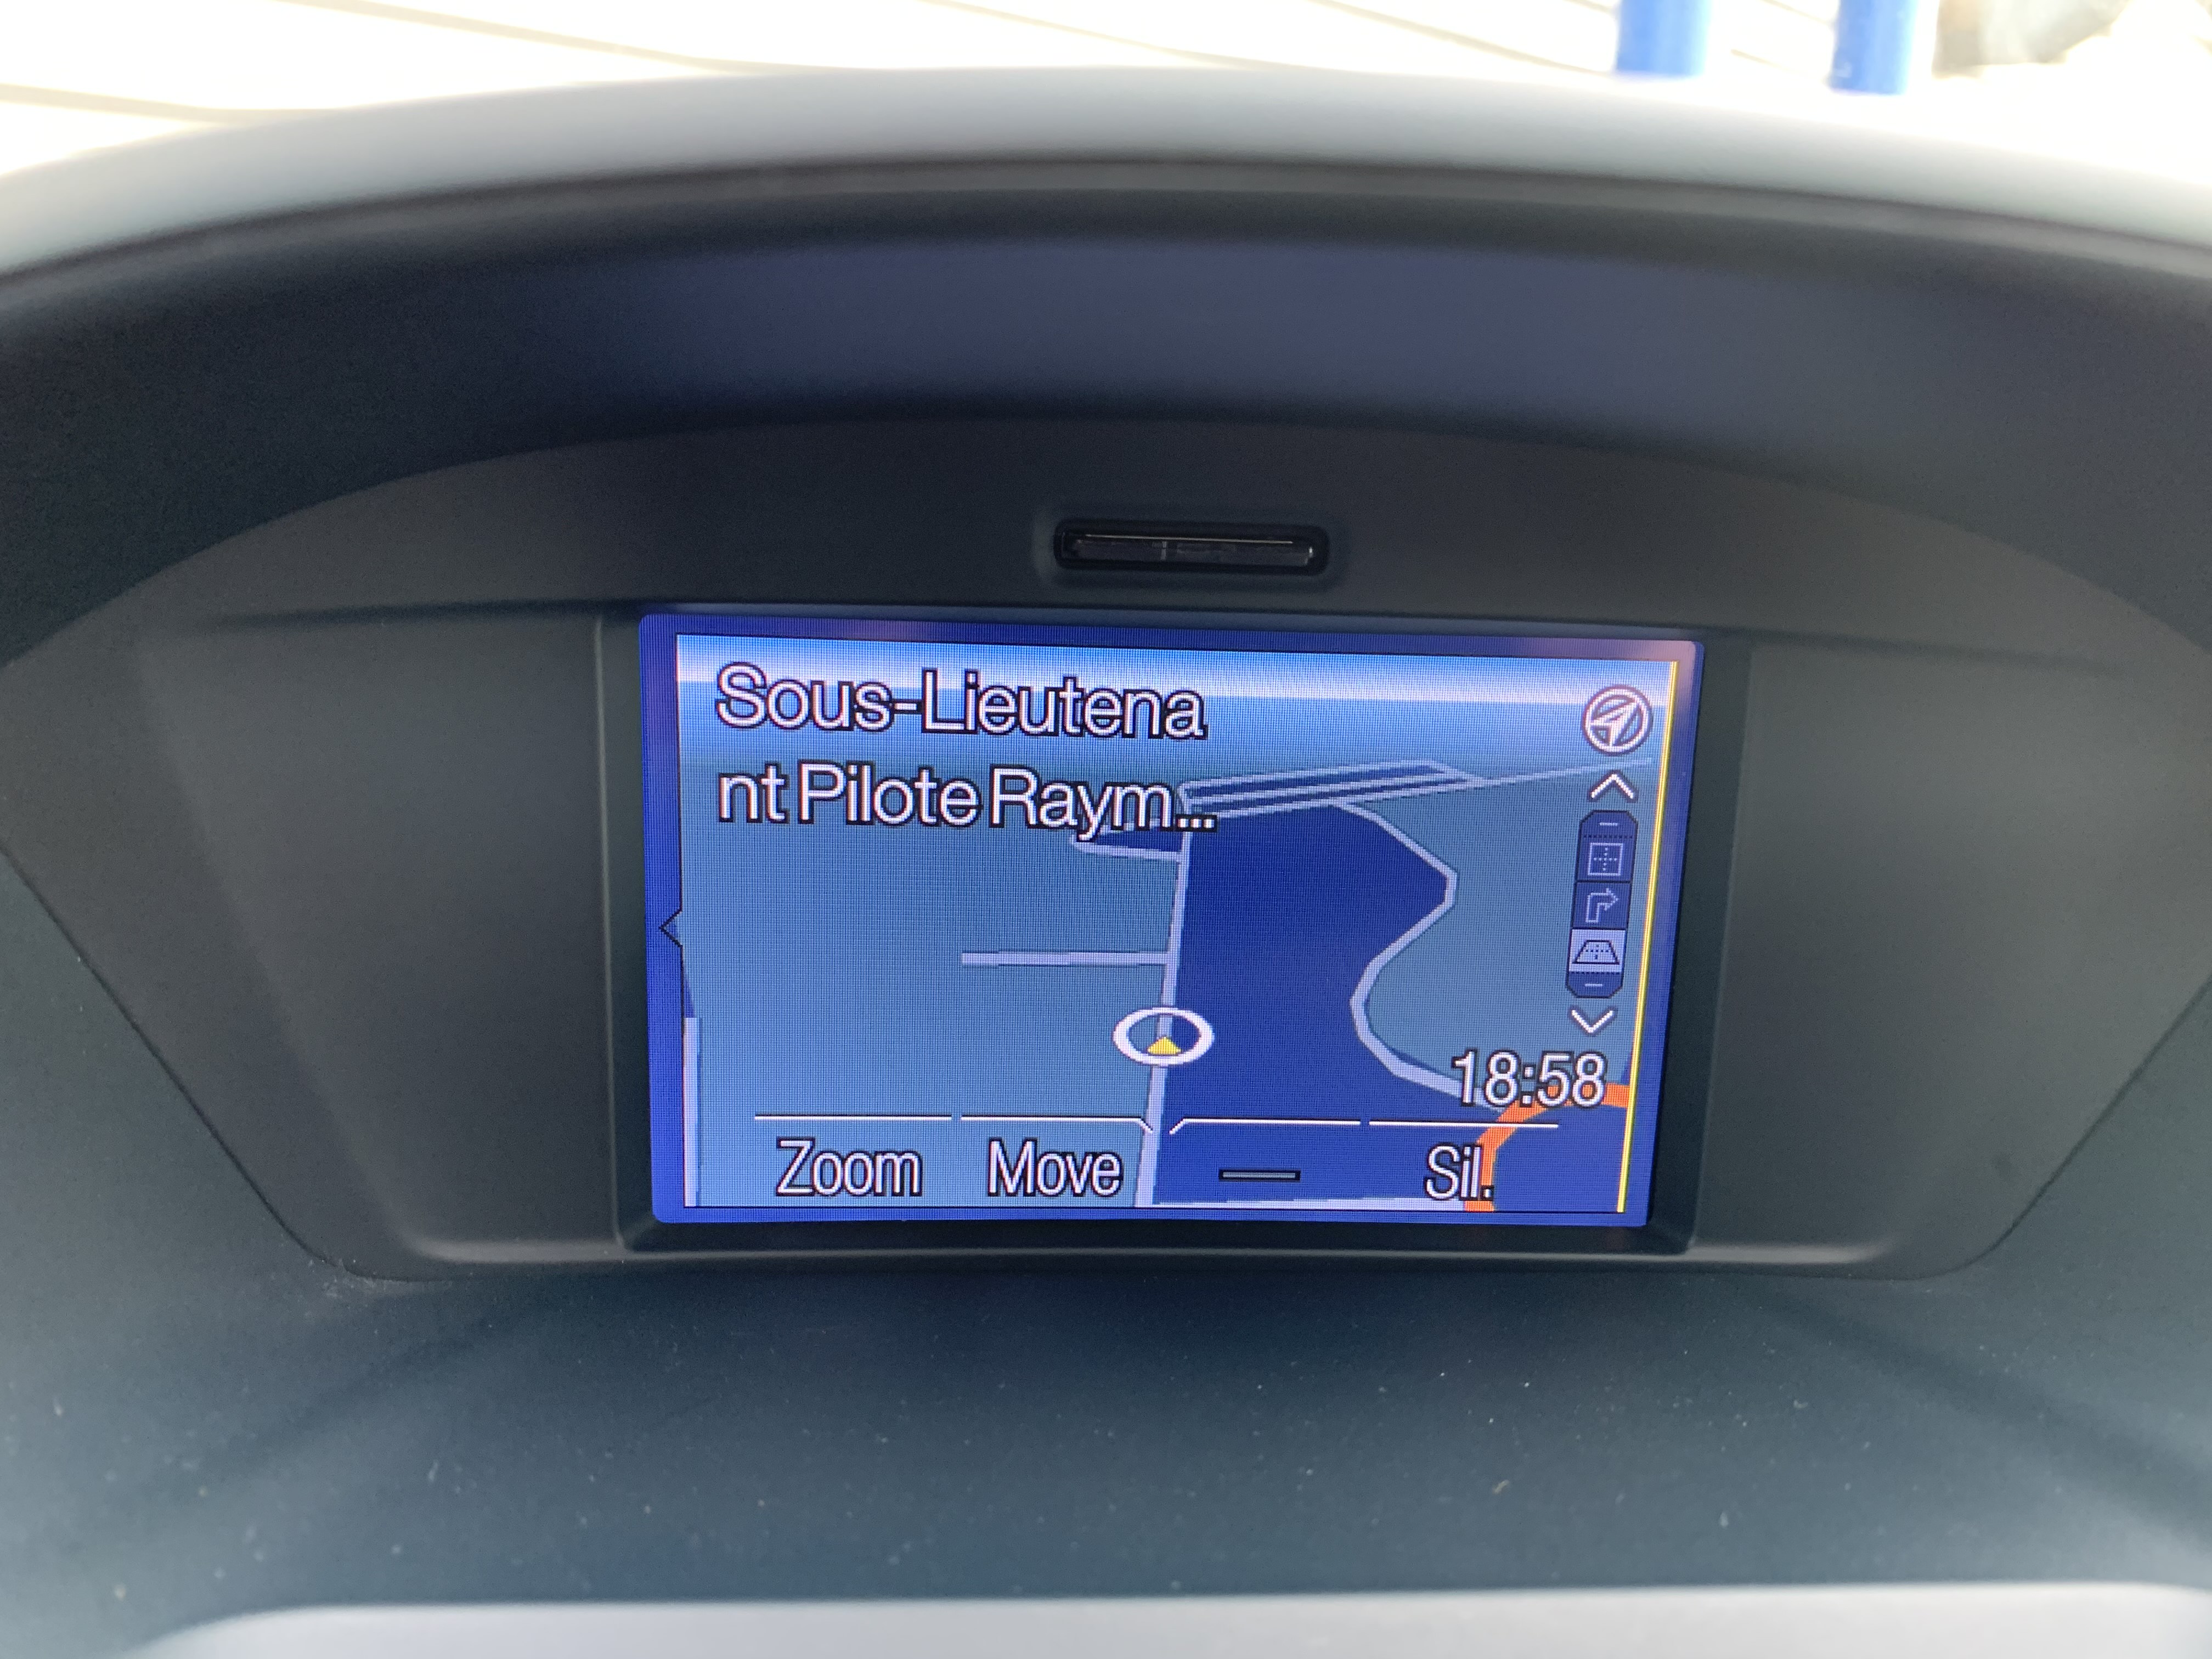 Sous-Lieutena
nt Pilote Raym...
18:58
Zoom Move Sil.